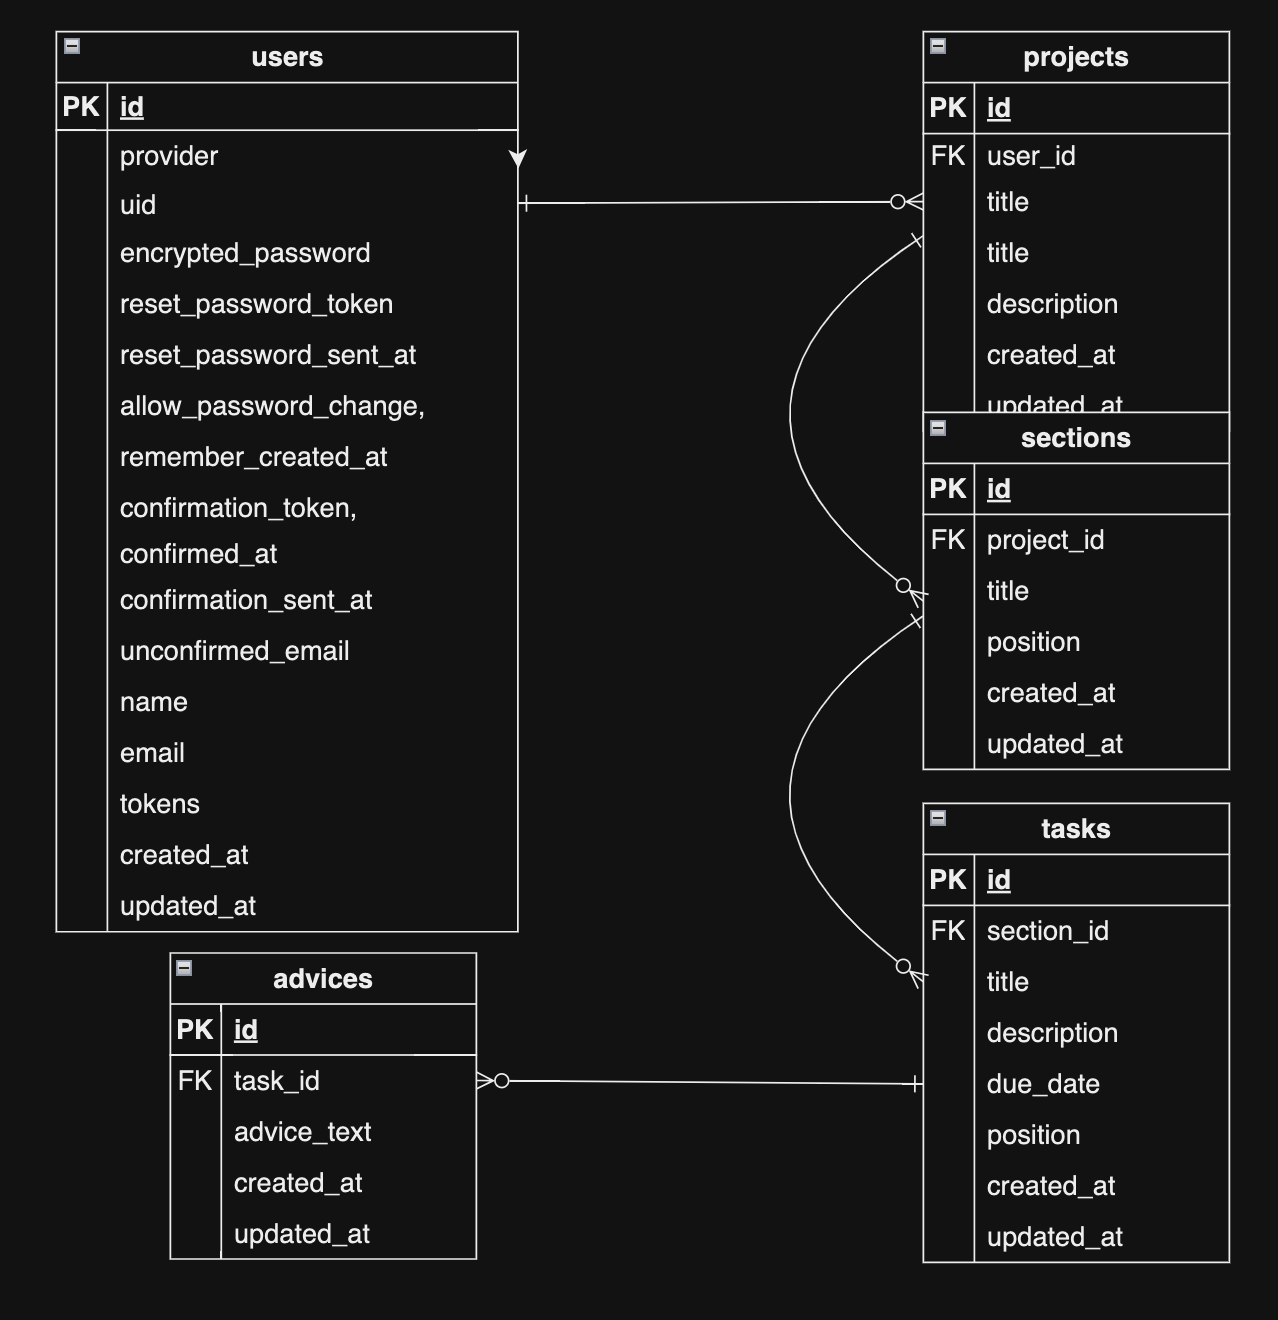 users
PK id
provider
uid
encrypted_password
reset_password_token
reset_password_sent_at
allow_password_change,
remember_created_at
confirmation_token,
confirmed_at
confirmation_sent_at
unconfirmed_email
name
email
tokens
created_at
updated_at
projects
PK id
FK user_id
title
title
description
created_at
updated_at
sections
PK id
FK project_id
title
position
created_at
updated_at
tasks
PK id
FK section_id
title
description
due_date
position
created_at
updated_at
advices
PK id
FK task_id
advice_text
created_at
updated_at